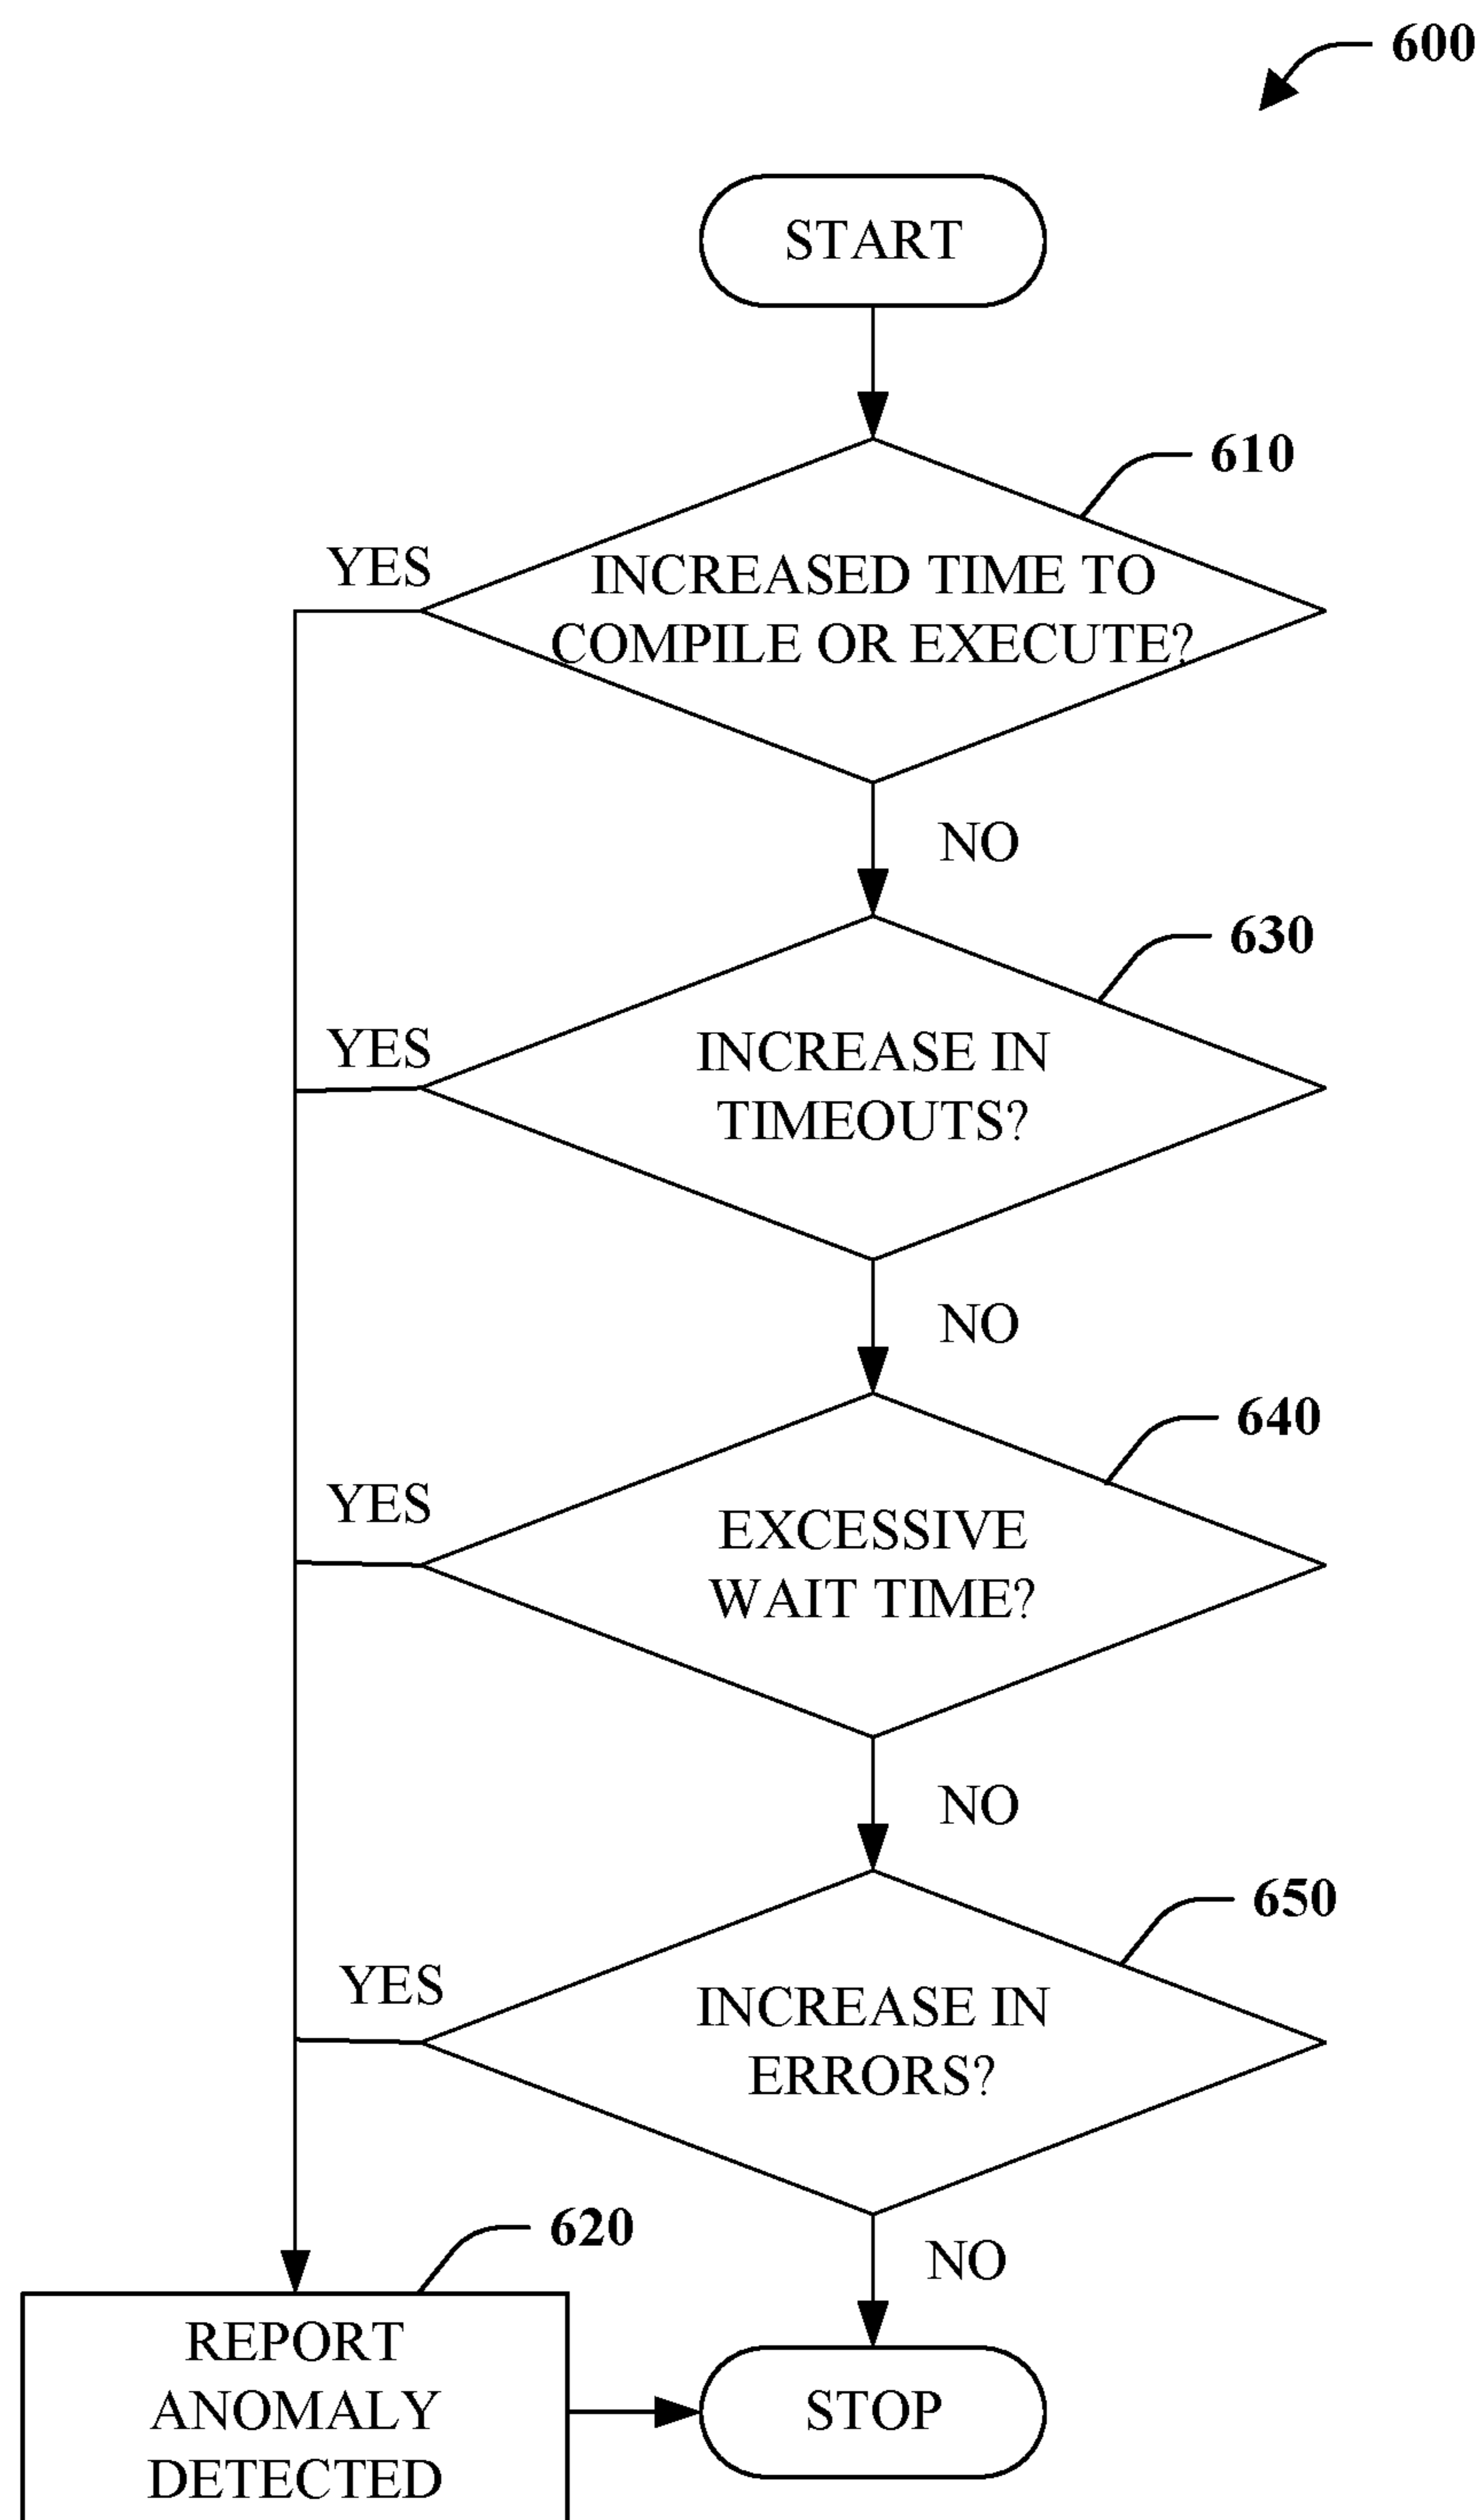 600
START
610
YES
INCREASED TIME TO
COMPILE OR EXECUTE?
NO
630
YES
INCREASE IN
TIMEOUTS?
NO
640
YES
EXCESSIVE
WAIT TIME?
NO
650
YES
INCREASE IN
ERRORS?
620
NO
REPORT
ANOMALY
DETECTED
STOP